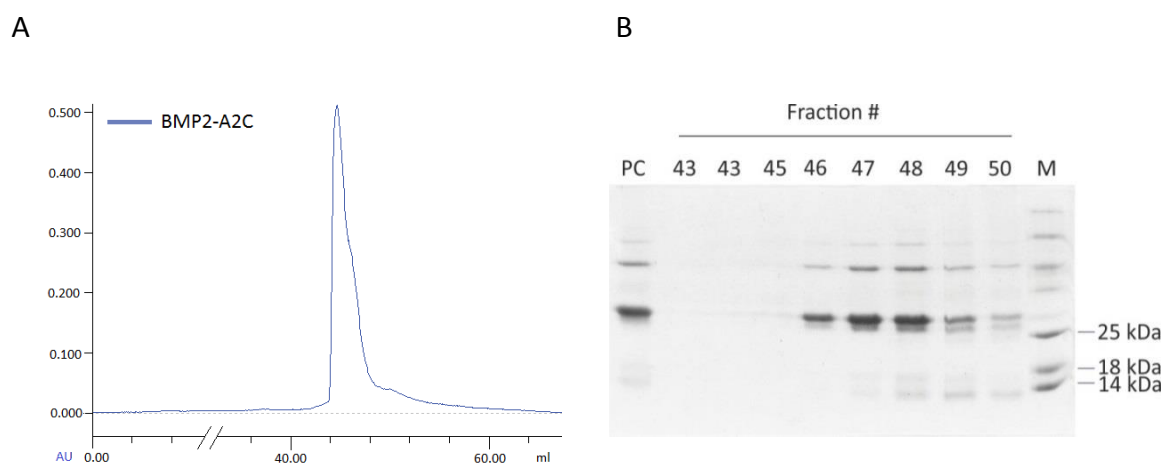 A
B
0.500
BMP2-A2C
0.400
0.300
0.200
0.100
0.000
AU
0.00
40.00
60.00
ml
Fraction #
PC 43 43 45 46 47 48 49 50 M
25 kDa
18 kDa
14 kDa